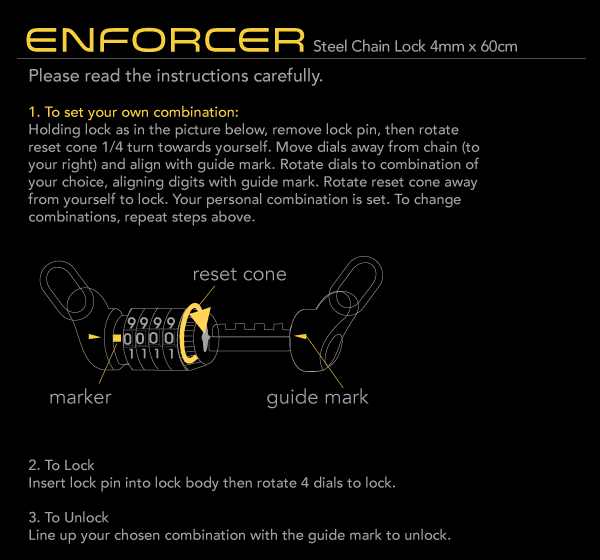 ENFORCER Steel Chain Lock 4mm x 60cm
Please read the instructions carefully.
1. To set your own combination:
Holding lock as in the picture below, remove lock pin, then rotate
reset cone 1/4 turn towards yourself. Move dials away from chain (to
your right) and align with guide mark. Rotate dials to combination of
your choice, aligning digits with guide mark. Rotate reset cone away
from yourself to lock. Your personal combination is set. To change
combinations, repeat steps above.
reset cone
9 9 9 9
0 0 0 0
1 1 1 1
marker
guide mark
2. To Lock
Insert lock pin into lock body then rotate 4 dials to lock.
3. To Unlock
Line up your chosen combination with the guide mark to unlock.